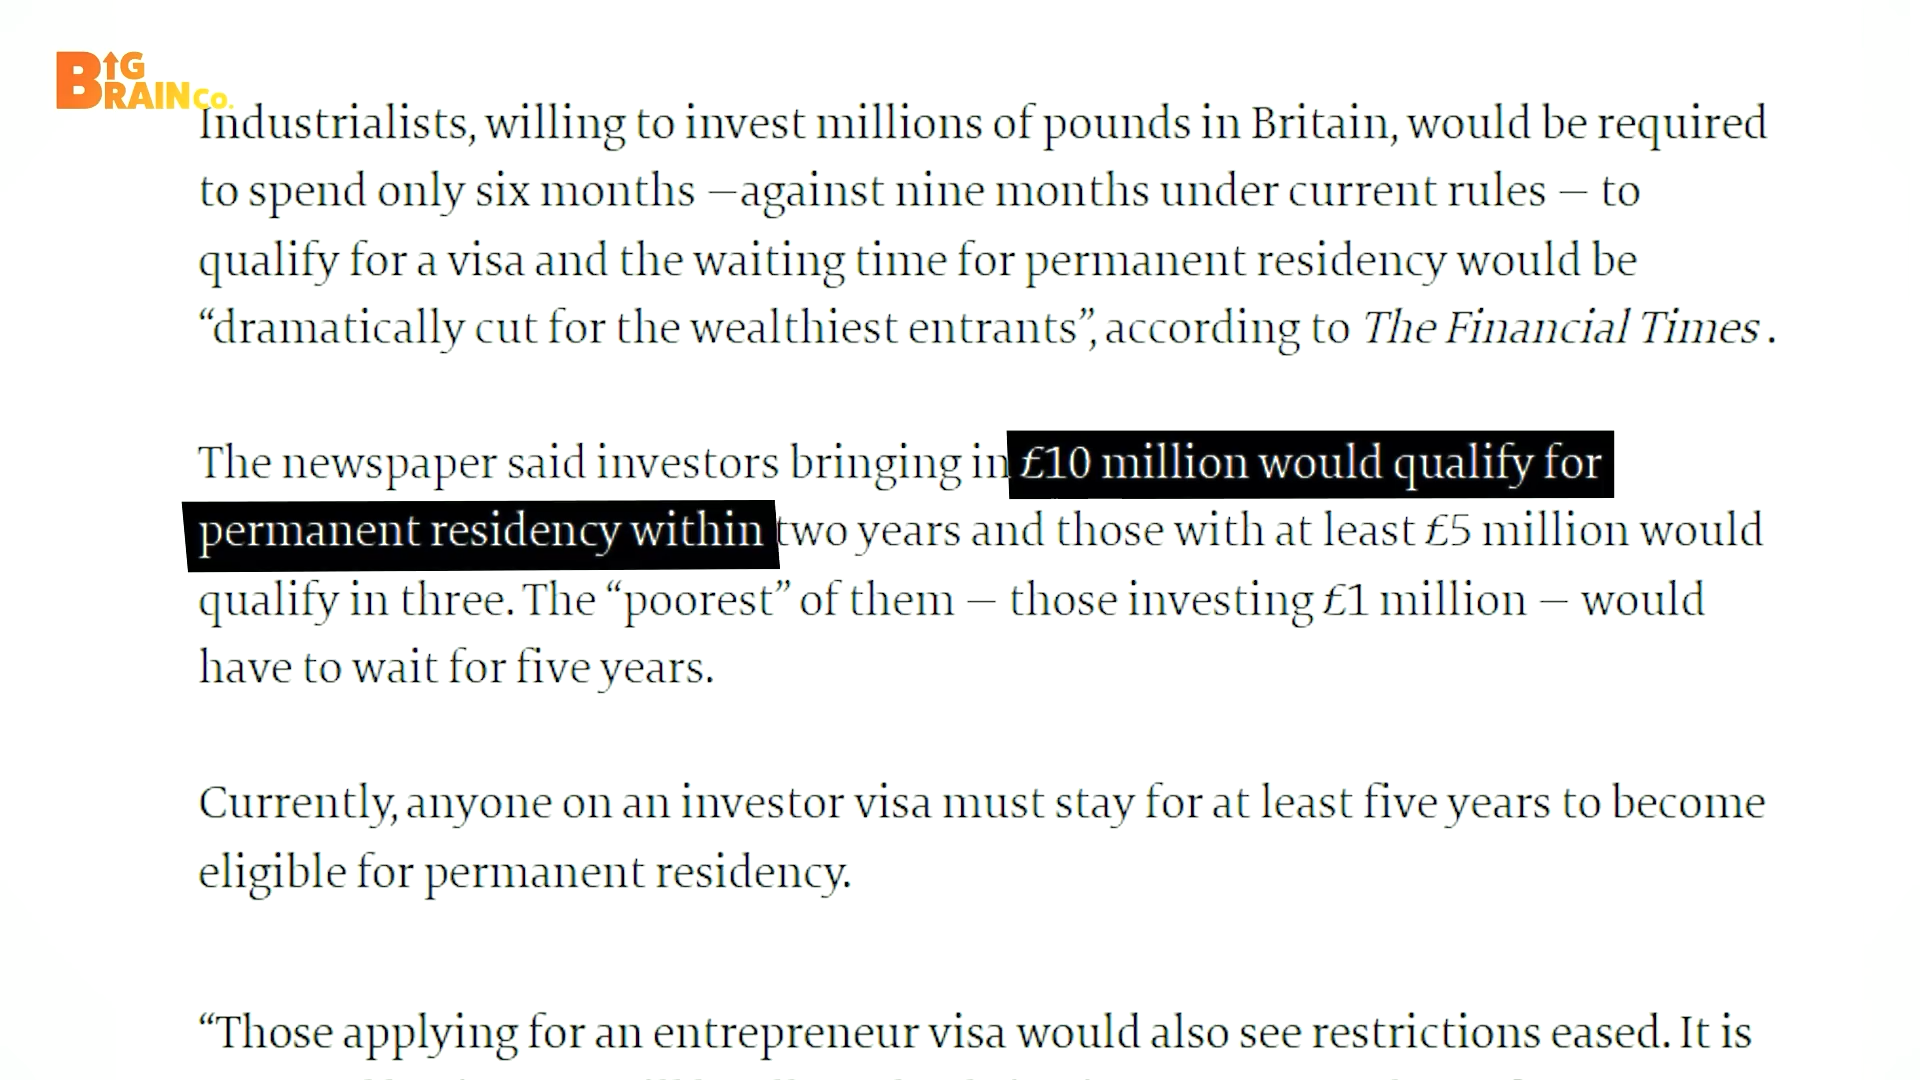 BIG
BRAIN Co.
Industrialists, willing to invest millions of pounds in Britain, would be required
to spend only six months —against nine months under current rules — to
qualify for a visa and the waiting time for permanent residency would be
“dramatically cut for the wealthiest entrants”, according to The Financial Times .
The newspaper said investors bringing in £10 million would qualify for
permanent residency within two years and those with at least £5 million would
qualify in three. The “poorest” of them — those investing £1 million — would
have to wait for five years.
Currently, anyone on an investor visa must stay for at least five years to become
eligible for permanent residency.
“Those applying for an entrepreneur visa would also see restrictions eased. It is